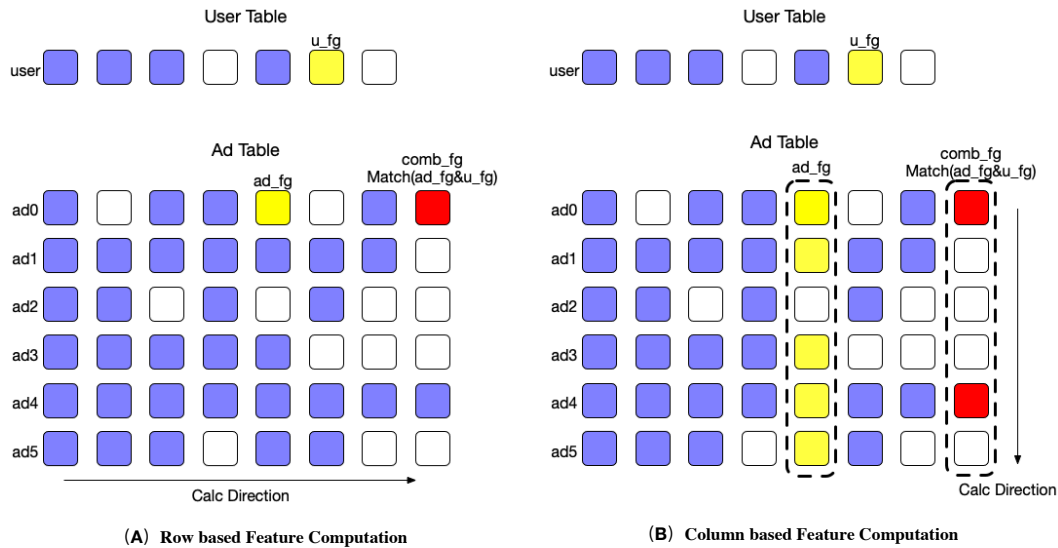 User Table
u_fg
user
Ad Table
comb_fg
Match(ad_fg&u_fg)
ad_fg
ad0
ad1
ad2
ad3
ad4
ad5
Calc Direction
(A) Row based Feature Computation
User Table
u_fg
user
Ad Table
comb_fg
Match(ad_fg&u_fg)
ad_fg
ad0
ad1
ad2
ad3
ad4
ad5
Calc Direction
(B) Column based Feature Computation